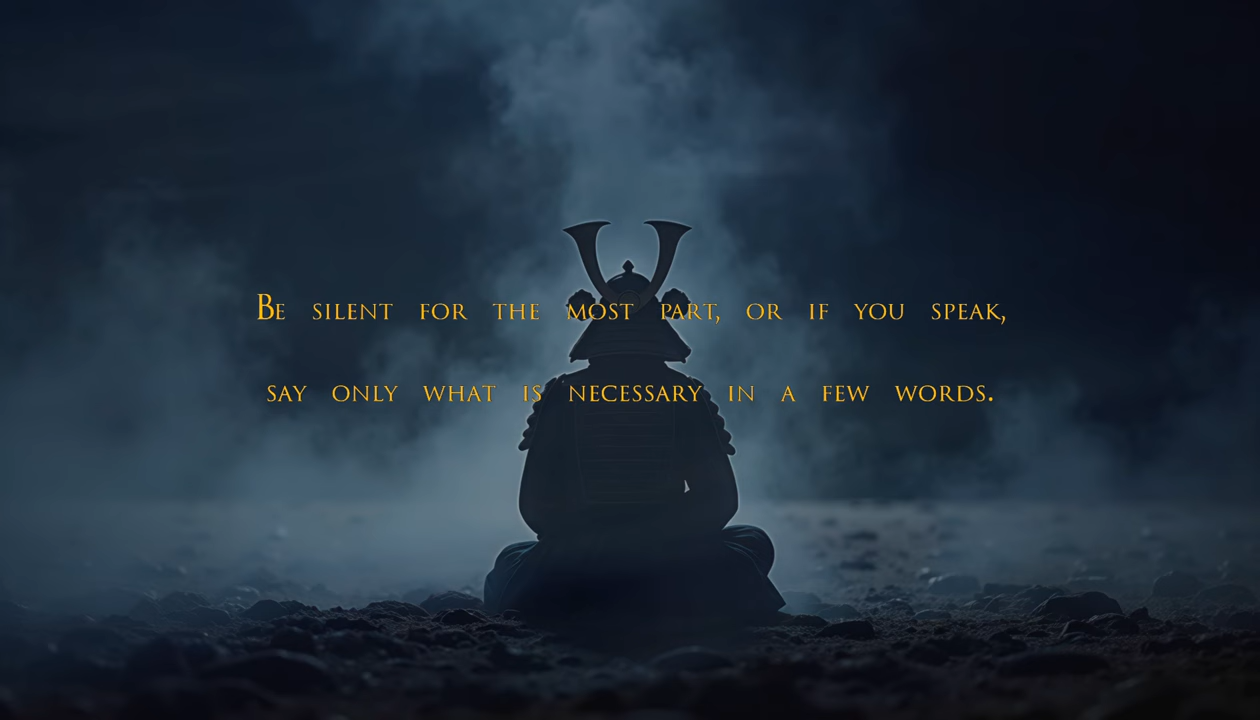 Be silent for the most part, or if you speak,
say only what is necessary in a few words.